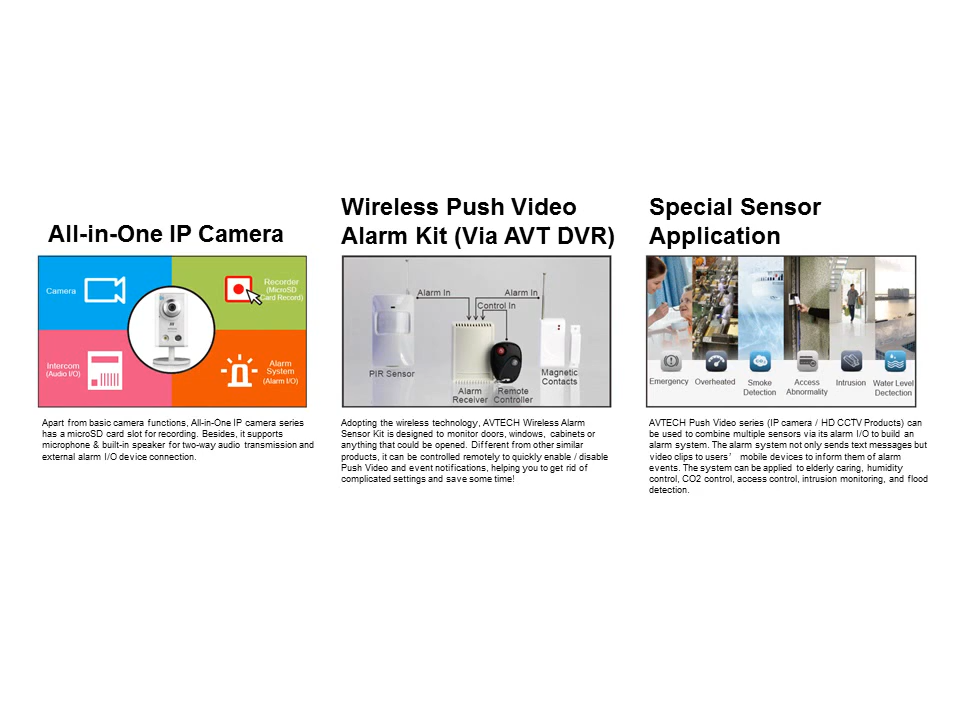 All-in-One IP Camera
Camera
Recorder
(MicroSD
Card Record)
Intercom
(Audio I/O)
Alarm
System
(Alarm I/O)
Apart from basic camera functions, All-in-One IP camera series
has a microSD card slot for recording. Besides, it supports
microphone & built-in speaker for two-way audio transmission and
external alarm I/O device connection.
Wireless Push Video
Alarm Kit (Via AVT DVR)
Alarm In
Alarm In
Control In
PIR Sensor
Alarm
Receiver
Remote
Controller
Magnetic
Contacts
Adopting the wireless technology, AVTECH Wireless Alarm
Sensor Kit is designed to monitor doors, windows, cabinets or
anything that could be opened. Different from other similar
products, it can be controlled remotely to quickly enable / disable
Push Video and event notifications, helping you to get rid of
complicated settings and save some time!
Special Sensor
Application
CO2
Emergency
Overheated
Smoke
Detection
Access
Abnormality
Intrusion
Water Level
Dectection
AVTECH Push Video series (IP camera / HD CCTV Products) can
be used to combine multiple sensors via its alarm I/O to build an
alarm system. The alarm system not only sends text messages but
video clips to users’ mobile devices to inform them of alarm
events. The system can be applied to elderly caring, humidity
control, CO2 control, access control, intrusion monitoring, and flood
detection.